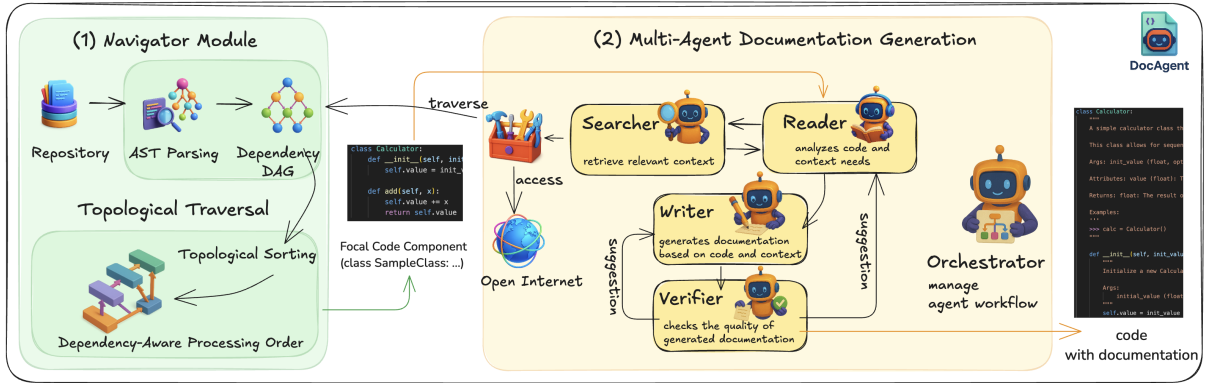 (1) Navigator Module
Repository
AST Parsing
Dependency
DAG
Topological Traversal
Topological Sorting
Dependency-Aware Processing Order
class Calculator:
def __init__(self, init
self.value = init_v
def add(self, x):
self.value += x
return self.value
Focal Code Component
(class SampleClass: ...)
(2) Multi-Agent Documentation Generation
traverse
access
Open Internet
Searcher
retrieve relevant context
Reader
analyzes code and
context needs
Writer
generates documentation
based on code and context
Verifier
checks the quality of
generated documentation
suggestion
suggestion
Orchestrator
manage
agent workflow
DocAgent
class Calculator:
"""
A simple calculator class th
This class allows for sequen
Args: init_value (float, opt
Attributes: value (float): T
Returns: float: The result o
Examples:
'''
>>> calc = Calculator()
"""
def __init__(self, init_valu
"""
Initialize a new Calcula
Args:
initial_value (float
"""
self.value = init_value
code
with documentation